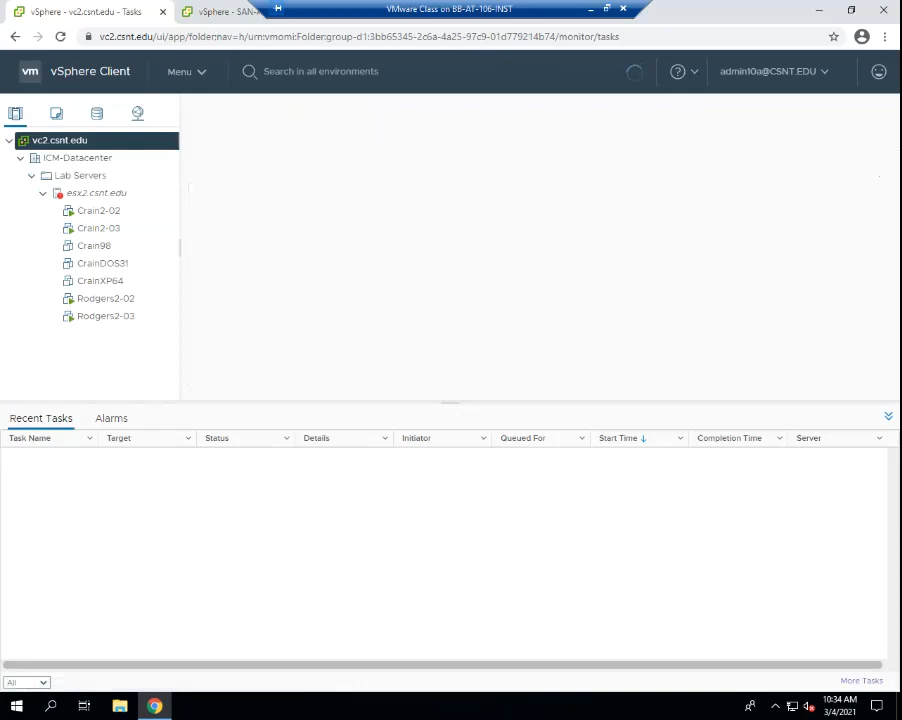 vSphere - vc2.csnt.edu - Tasks
vSphere - SAN-
VMware Class on BB-AT-106-INST
vc2.csnt.edu/ui/app/folder;nav=h/urn:vmomi:Folder:group-d1:3bb65345-2c6a-4a25-97c9-01d779214b74/monitor/tasks
vm vSphere Client Menu Search in all environments admin10a@CSNT.EDU
vc2.csnt.edu
ICM-Datacenter
Lab Servers
esx2.csnt.edu
Crain2-02
Crain2-03
Crain98
CrainDOS31
CrainXP64
Rodgers2-02
Rodgers2-03
Recent Tasks Alarms
Task Name Target Status Details Initiator Queued For Start Time ↓ Completion Time Server
All More Tasks
10:34 AM
3/4/2021